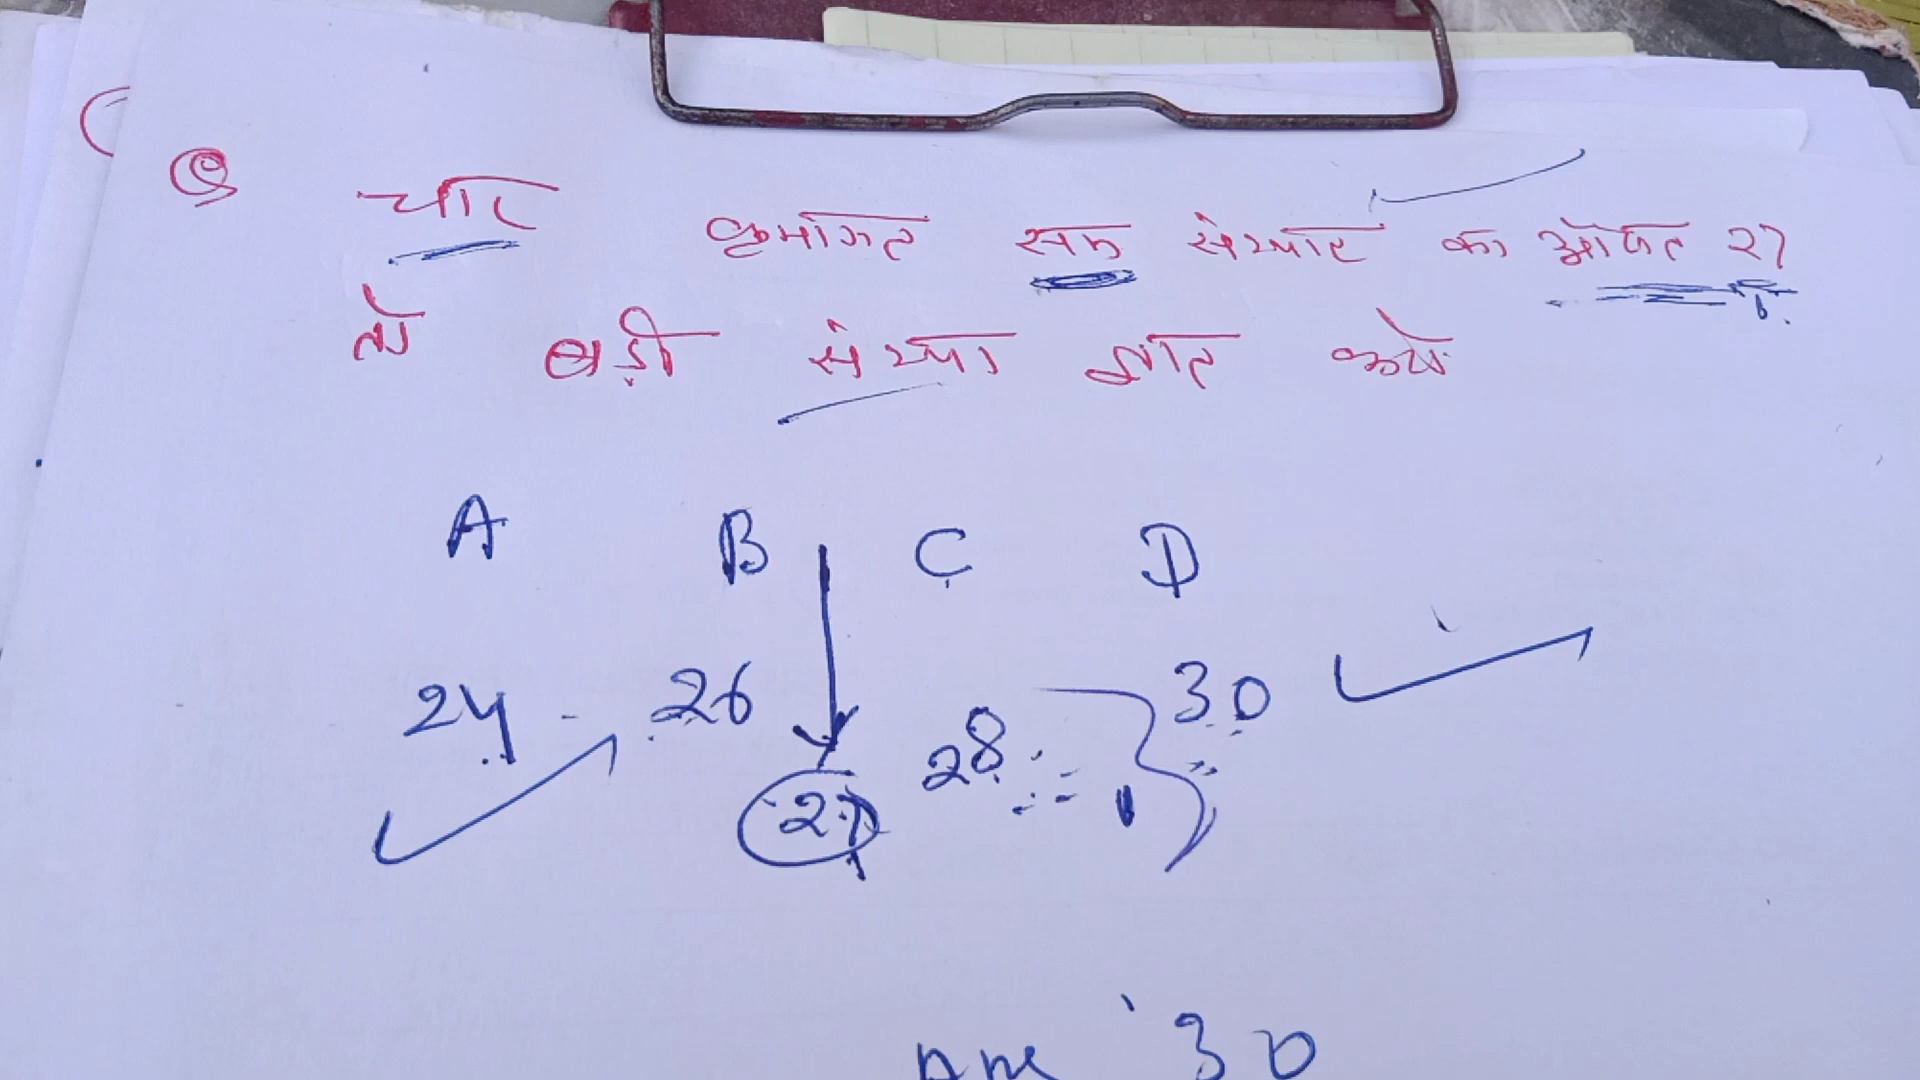 Q चार क्रमांगत सम संख्याए का औसत 27
तो बड़ी संख्या ज्ञात करो
A B C D
24 - 26 28 30
27
Ans 30